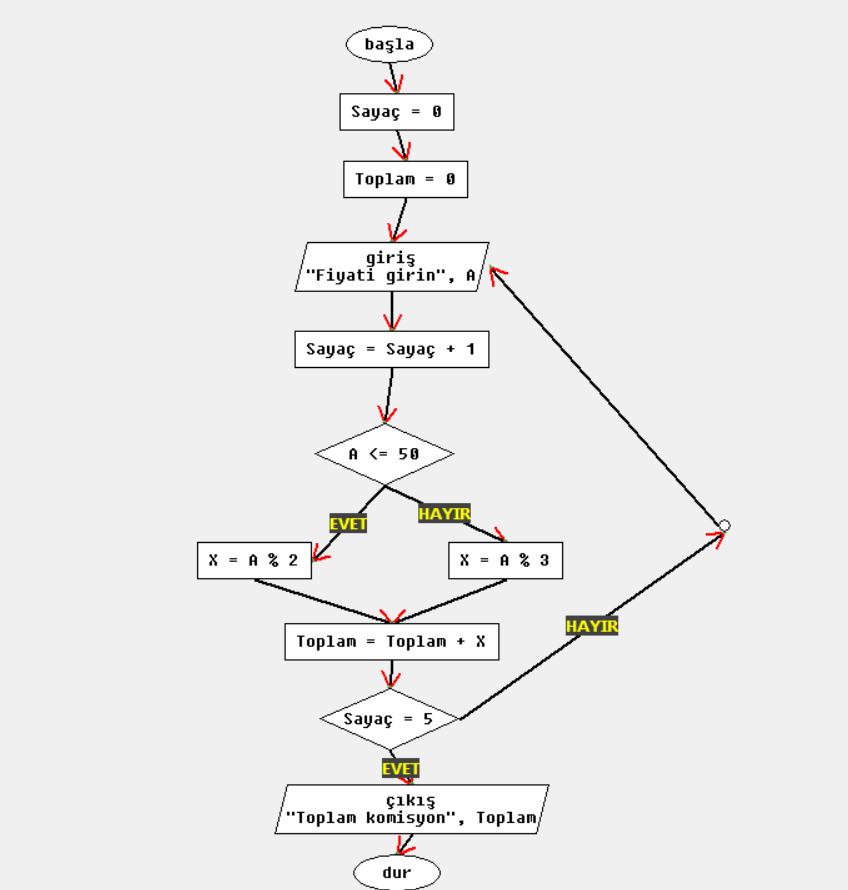 başla
Sayaç = 0
Toplam = 0
giriş
"Fiyati girin", A
Sayaç = Sayaç + 1
A <= 50
EVET
HAYIR
X = A % 2
X = A % 3
Toplam = Toplam + X
HAYIR
Sayaç = 5
EVET
çıkış
"Toplam komisyon", Toplam
dur